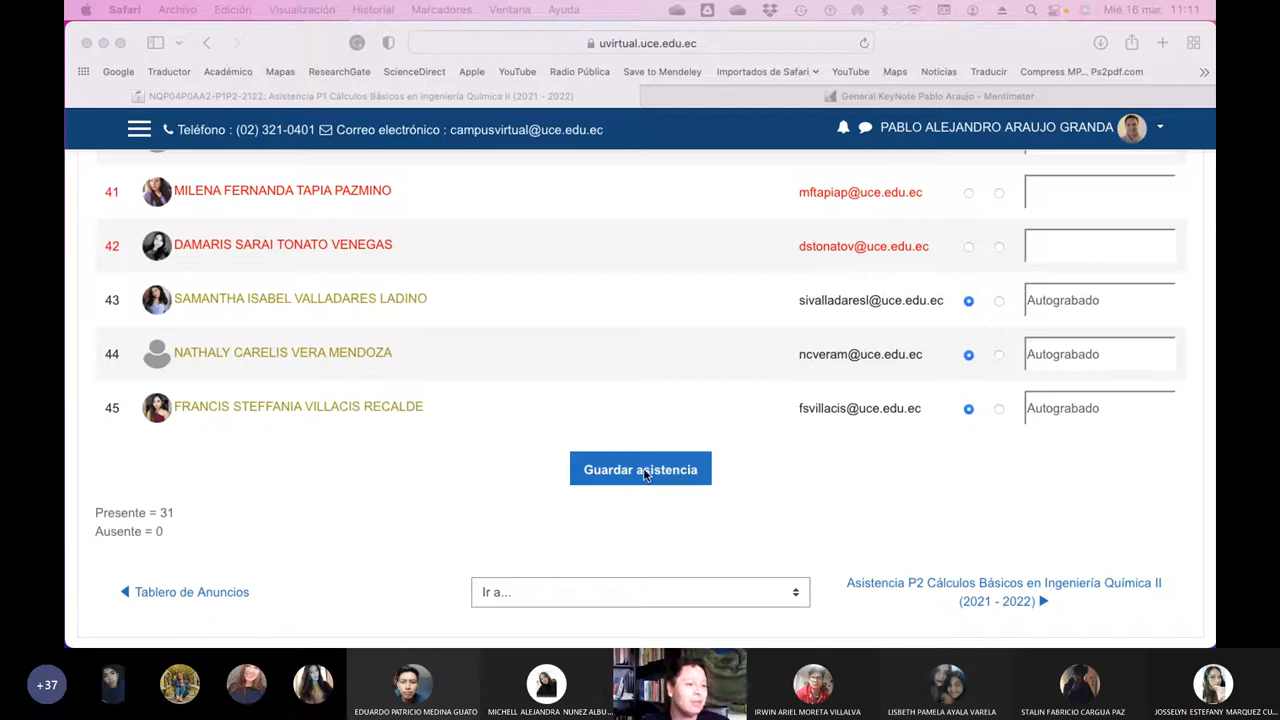 Safari Archivo Edición Visualización Historial Marcadores Ventana Ayuda Mié 16 mar. 11:11
uvirtual.uce.edu.ec
Google Traductor Académico Mapas ResearchGate ScienceDirect Apple YouTube Radio Pública Save to Mendeley Importados de Safari YouTube Maps Noticias Traducir Compress MP... Ps2pdf.com
NQP04P0AA2-P1P2-2122: Asistencia P1 Cálculos Básicos en Ingeniería Química II (2021 - 2022) General KeyNote Pablo Araujo - Mentimeter
Teléfono : (02) 321-0401 Correo electrónico : campusvirtual@uce.edu.ec PABLO ALEJANDRO ARAUJO GRANDA
41 MILENA FERNANDA TAPIA PAZMINO mftapiap@uce.edu.ec
42 DAMARIS SARAI TONATO VENEGAS dstonatov@uce.edu.ec
43 SAMANTHA ISABEL VALLADARES LADINO sivalladaresl@uce.edu.ec Autograbado
44 NATHALY CARELIS VERA MENDOZA ncveram@uce.edu.ec Autograbado
45 FRANCIS STEFFANIA VILLACIS RECALDE fsvillacis@uce.edu.ec Autograbado
Guardar asistencia
Presente = 31
Ausente = 0
Tablero de Anuncios Ir a... Asistencia P2 Cálculos Básicos en Ingeniería Química II
(2021 - 2022)
+37 EDUARDO PATRICIO MEDINA GUATO MICHELL ALEJANDRA NUNEZ ALBU... IRWIN ARIEL MORETA VILLALVA LISBETH PAMELA AYALA VARELA STALIN FABRICIO CARGUA PAZ JOSSELYN ESTEFANY MARQUEZ CU...